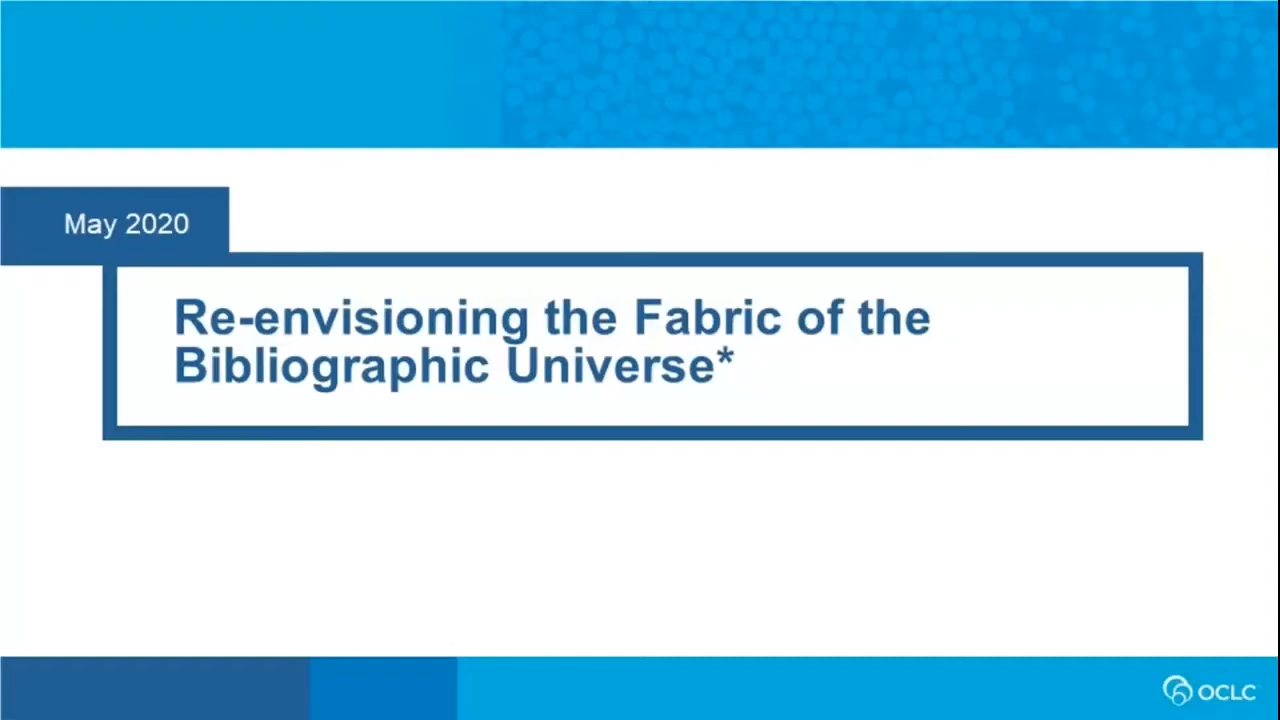 May 2020
Re-envisioning the Fabric of the
Bibliographic Universe*
OCLC